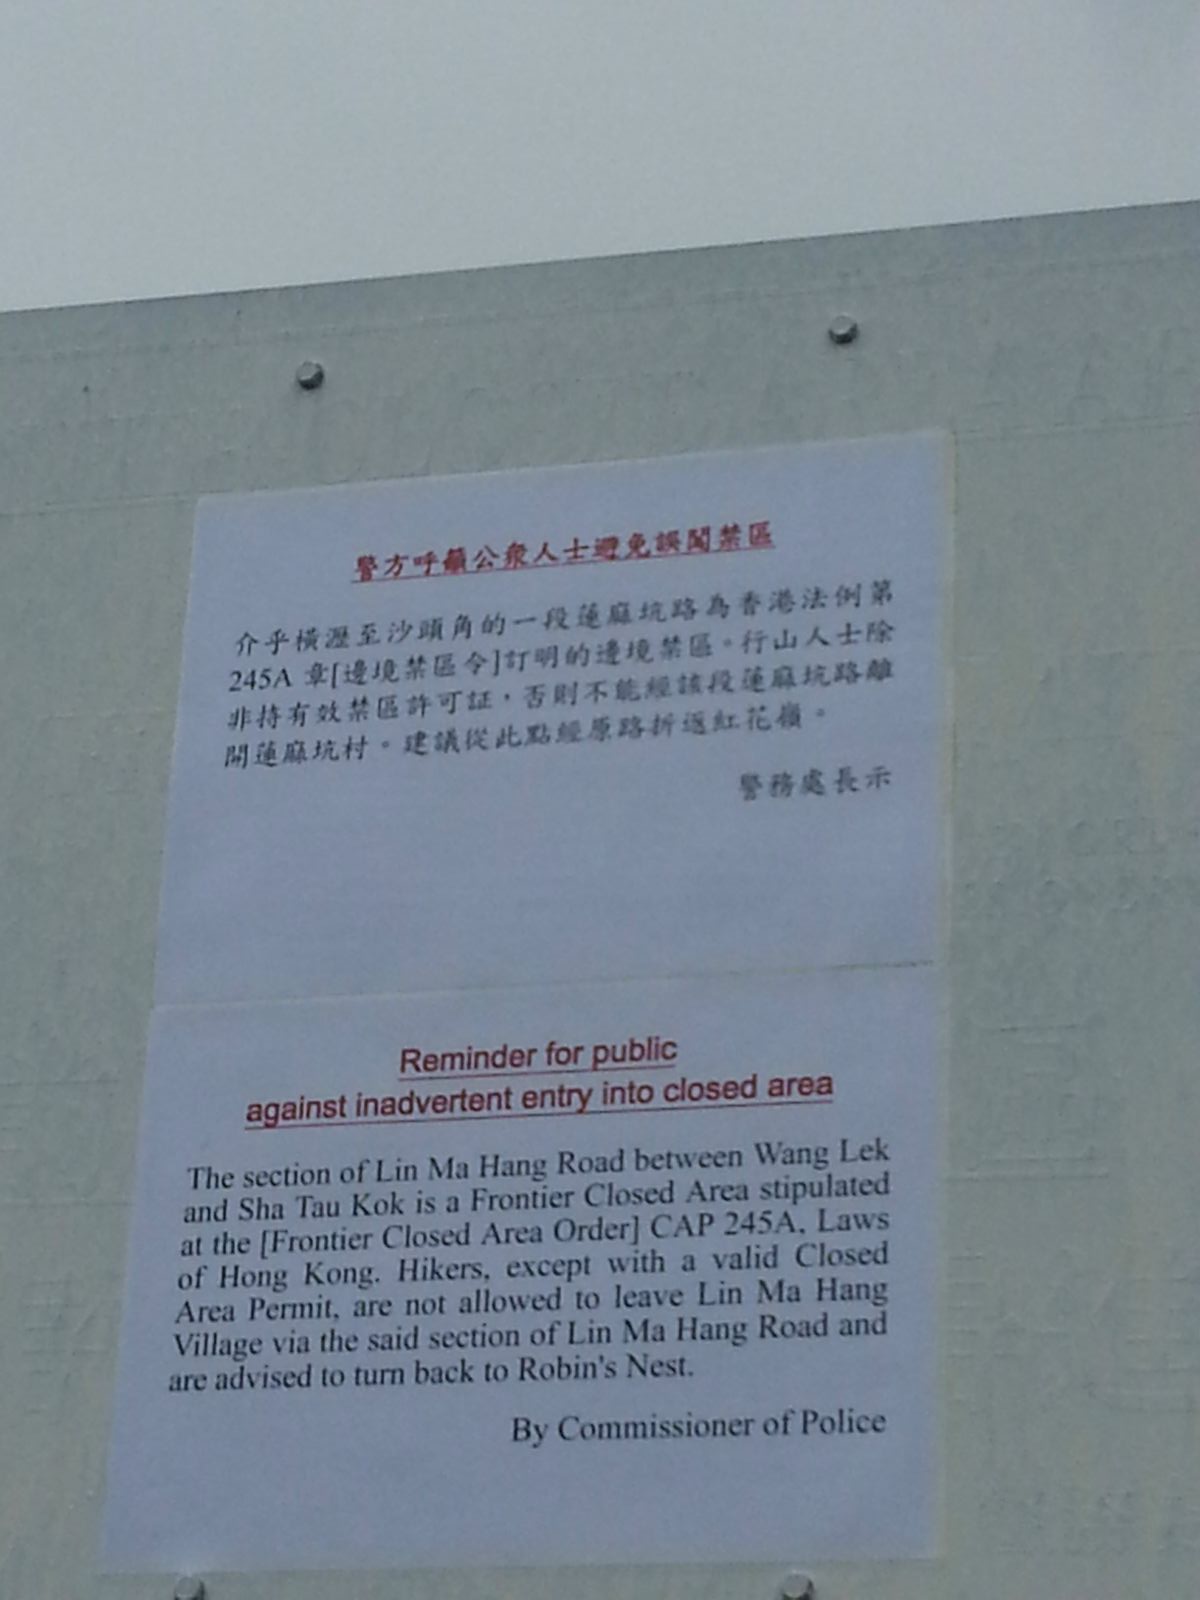 警方呼籲公衆人士避免誤闖禁區
介乎橫瀝至沙頭角的一段蓮麻坑路為香港法例第
245A 章[邊境禁區令]訂明的邊境禁區。行山人士除
非持有效禁區許可証，否則不能經該段蓮麻坑路離
開蓮麻坑村。建議從此點經原路折返紅花嶺。
警務處長示
Reminder for public
against inadvertent entry into closed area
The section of Lin Ma Hang Road between Wang Lek
and Sha Tau Kok is a Frontier Closed Area stipulated
at the [Frontier Closed Area Order] CAP 245A, Laws
of Hong Kong. Hikers, except with a valid Closed
Area Permit, are not allowed to leave Lin Ma Hang
Village via the said section of Lin Ma Hang Road and
are advised to turn back to Robin's Nest.
By Commissioner of Police